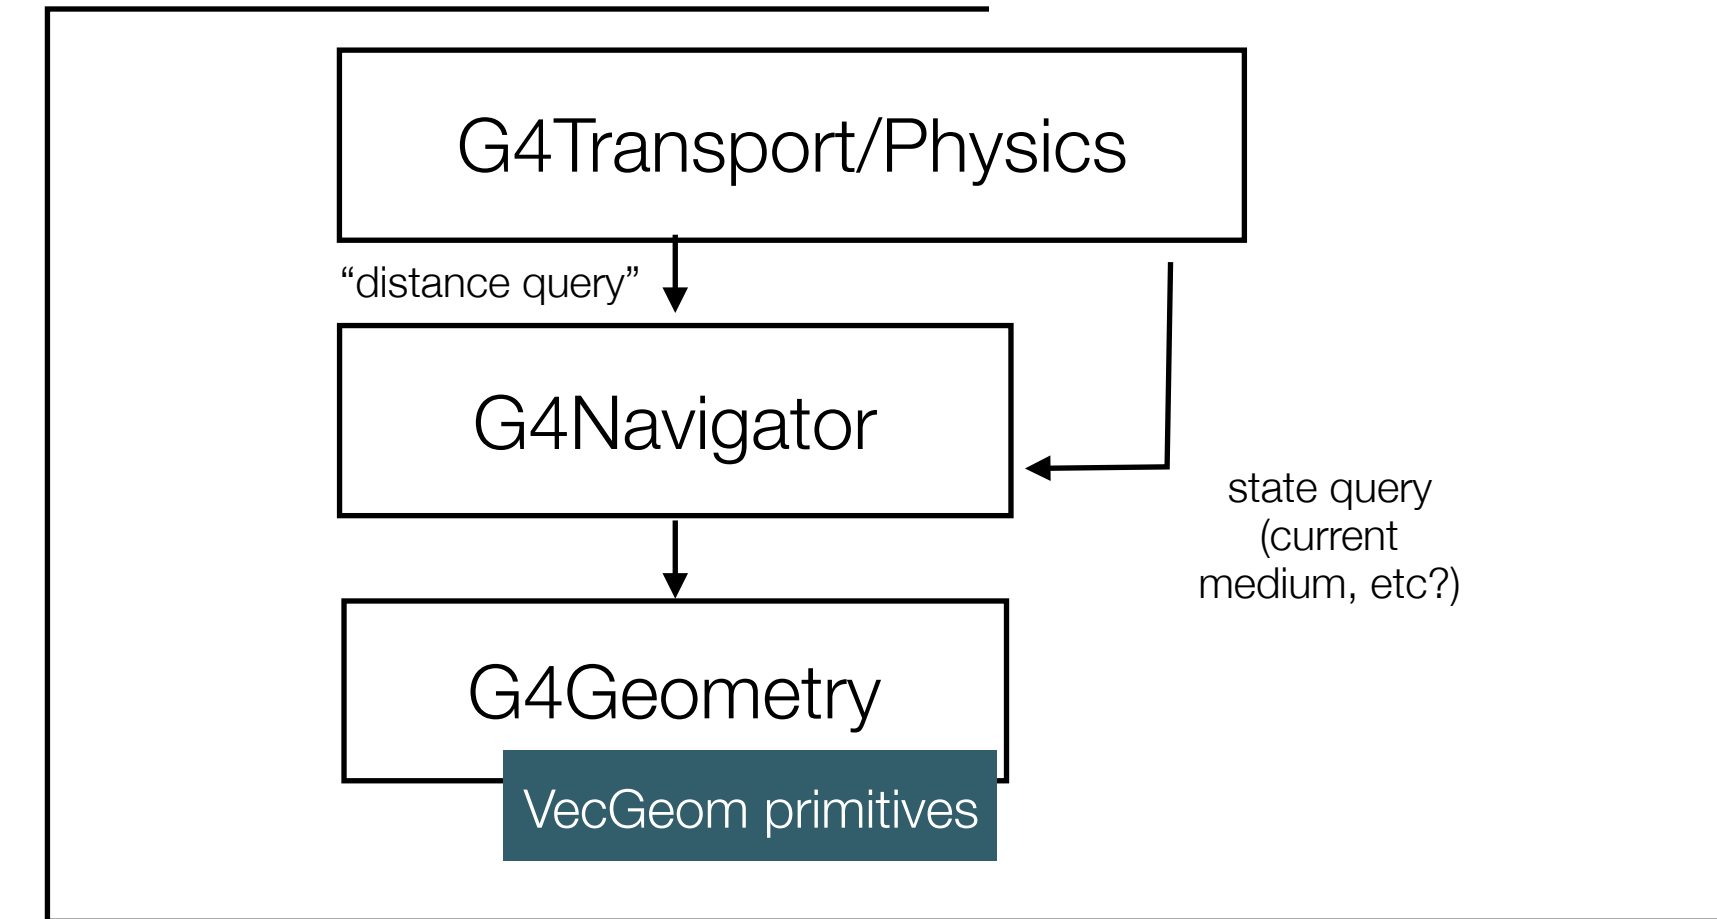 G4Transport/Physics
“distance query”
G4Navigator
state query
(current
medium, etc?)
G4Geometry
VecGeom primitives